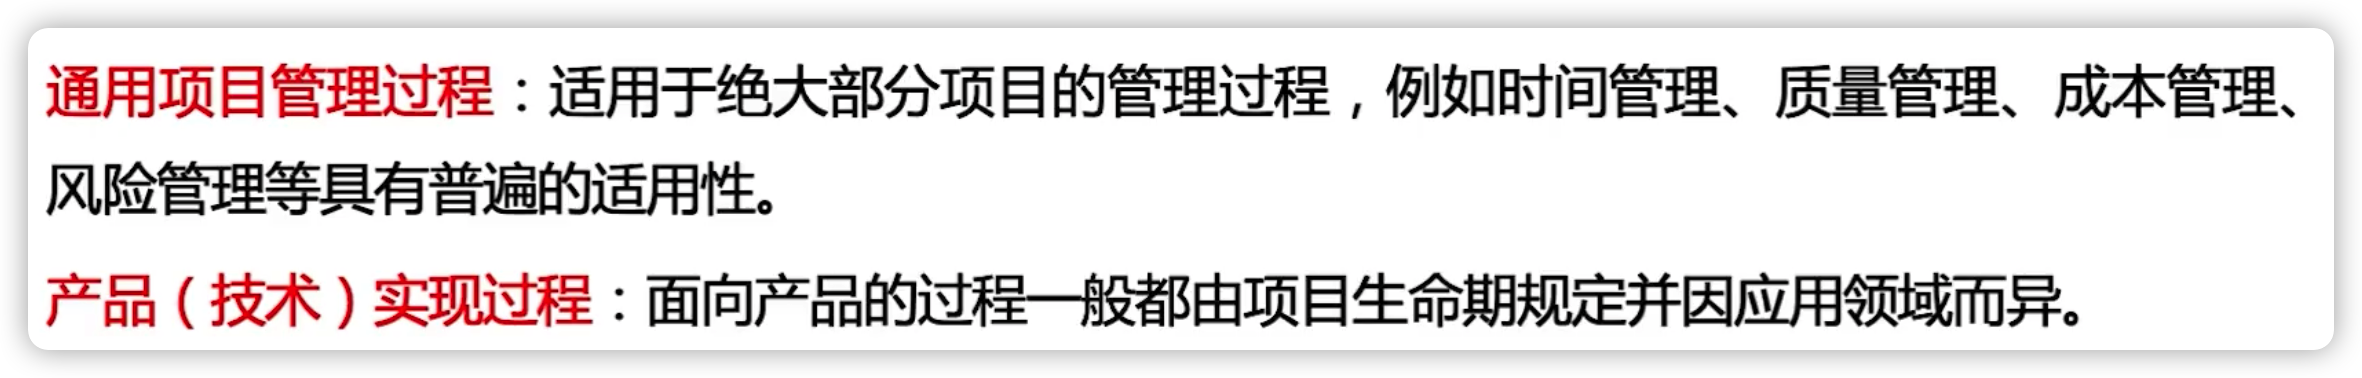 通用项目管理过程：适用于绝大部分项目的管理过程，例如时间管理、质量管理、成本管理、
风险管理等具有普遍的适用性。
产品（技术）实现过程：面向产品的过程一般都由项目生命期规定并因应用领域而异。